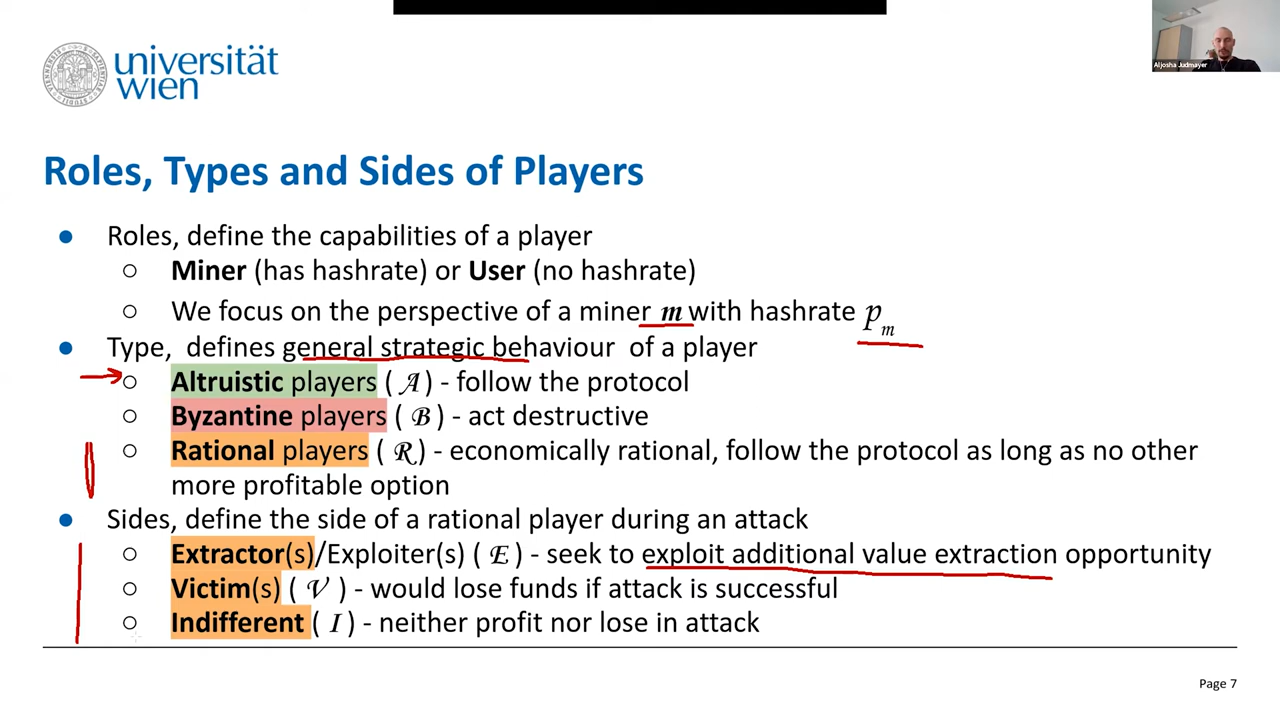 universität
wien
Aljosha Judmayer
Roles, Types and Sides of Players
● Roles, define the capabilities of a player
○ Miner (has hashrate) or User (no hashrate)
○ We focus on the perspective of a miner m with hashrate pₘ
● Type, defines general strategic behaviour of a player
○ Altruistic players ( 𝒜 ) - follow the protocol
○ Byzantine players ( ℬ ) - act destructive
○ Rational players ( ℛ ) - economically rational, follow the protocol as long as no other
more profitable option
● Sides, define the side of a rational player during an attack
○ Extractor(s)/Exploiter(s) ( ℰ ) - seek to exploit additional value extraction opportunity
○ Victim(s) ( 𝒱 ) - would lose funds if attack is successful
○ Indifferent ( I ) - neither profit nor lose in attack
Page 7